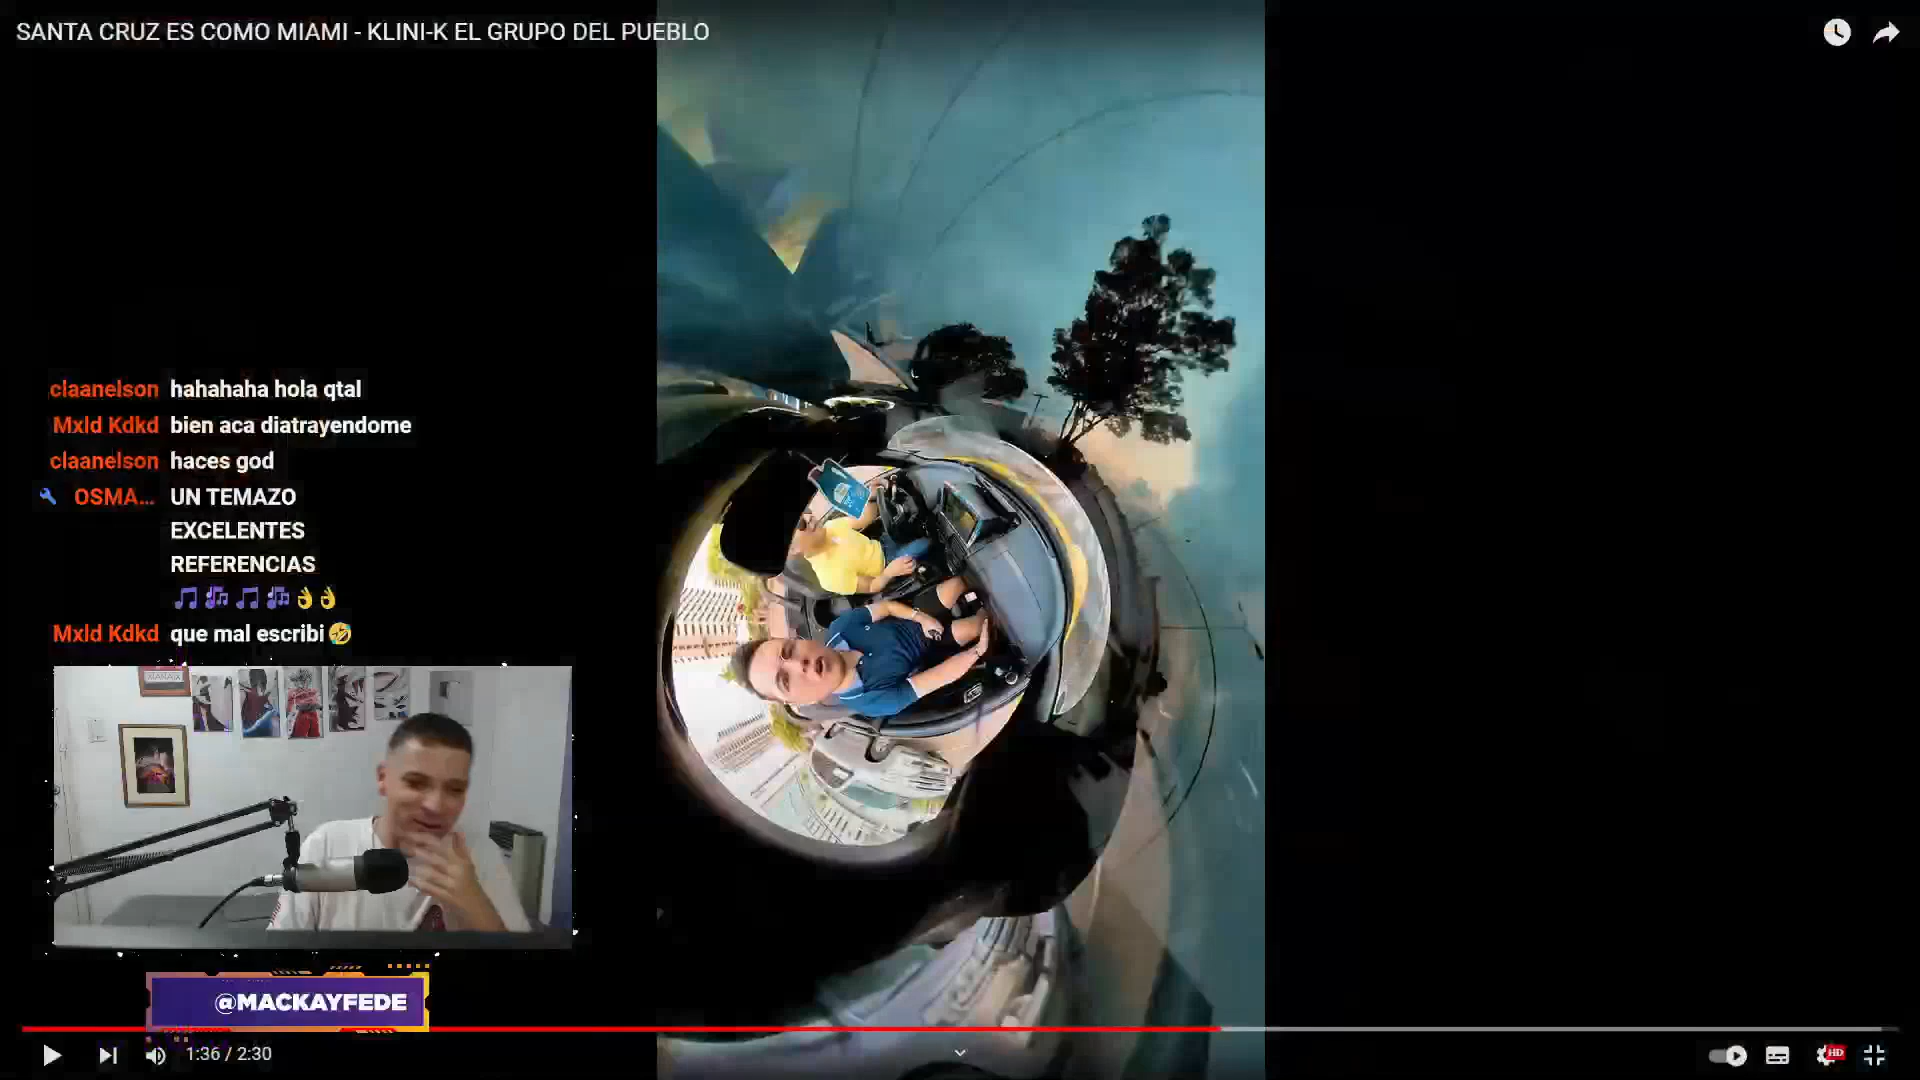 SANTA CRUZ ES COMO MIAMI - KLINI-K EL GRUPO DEL PUEBLO
claanelson hahahaha hola qtal
Mxld Kdkd bien aca diatrayendome
claanelson haces god
OSMA... UN TEMAZO
EXCELENTES
REFERENCIAS
🎵🎶🎵🎶👌👌
Mxld Kdkd que mal escribi🤣
@MACKAYFEDE
1:36 / 2:30
HD